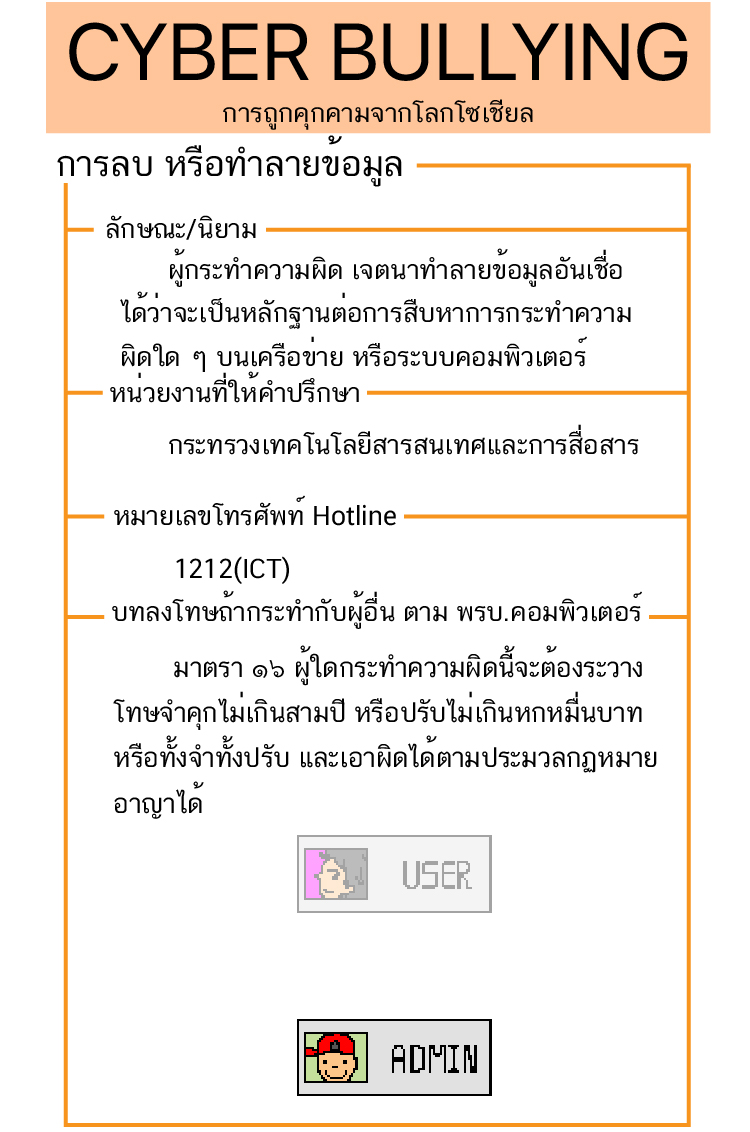 CYBER BULLYING
การถูกคุกคามจากโลกโซเชียล
การลบ หรือทำลายข้อมูล
ลักษณะ/นิยาม
ผู้กระทำความผิด เจตนาทำลายข้อมูลอันเชื่อ
ได้ว่าจะเป็นหลักฐานต่อการสืบหาการกระทำความ
ผิดใด ๆ บนเครือข่าย หรือระบบคอมพิวเตอร์
หน่วยงานที่ให้คำปรึกษา
กระทรวงเทคโนโลยีสารสนเทศและการสื่อสาร
หมายเลขโทรศัพท์ Hotline
1212(ICT)
บทลงโทษถ้ากระทำกับผู้อื่น ตาม พรบ.คอมพิวเตอร์
มาตรา ๑๖ ผู้ใดกระทำความผิดนี้จะต้องระวาง
โทษจำคุกไม่เกินสามปี หรือปรับไม่เกินหกหมื่นบาท
หรือทั้งจำทั้งปรับ และเอาผิดได้ตามประมวลกฏหมาย
อาญาได้
USER
ADMIN